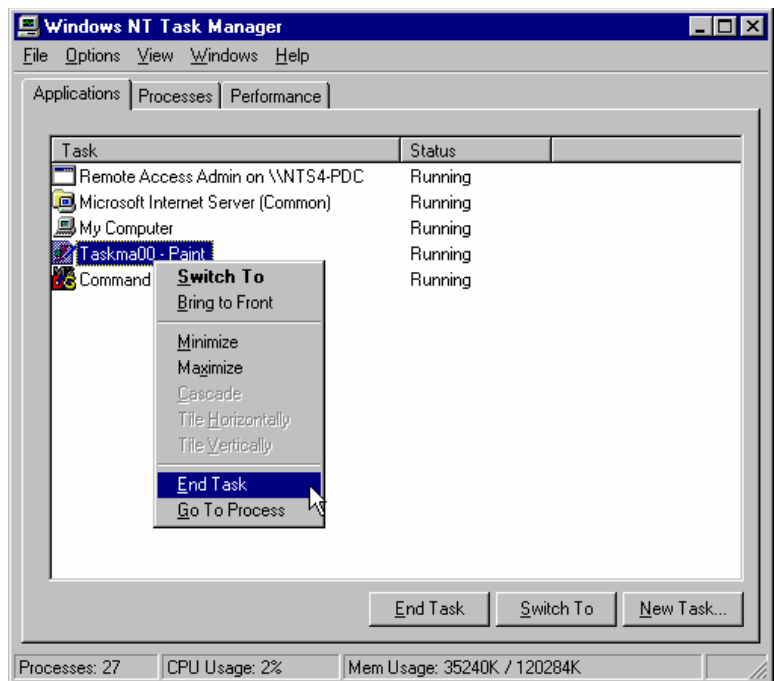 Windows NT Task Manager
File Options View Windows Help
Applications Processes Performance
Task Status
Remote Access Admin on \\NTS4-PDC Running
Microsoft Internet Server (Common) Running
My Computer Running
Taskma00 - Paint Running
Command Running
Switch To
Bring to Front
Minimize
Maximize
Cascade
Tile Horizontally
Tile Vertically
End Task
Go To Process
End Task Switch To New Task...
Processes: 27 CPU Usage: 2% Mem Usage: 35240K / 120284K